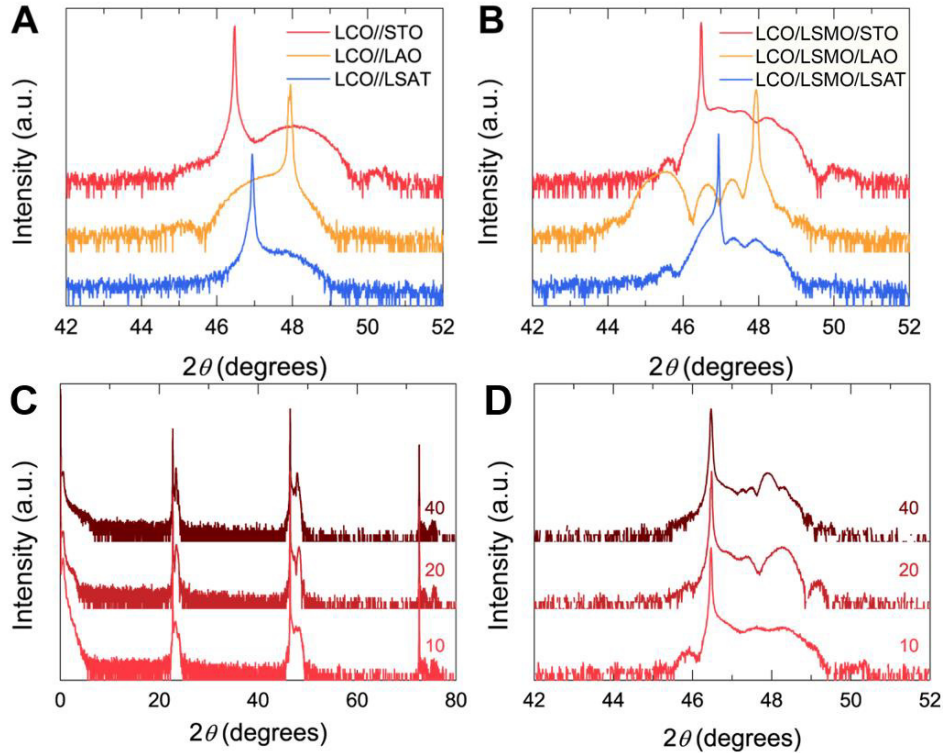 A
Intensity (a.u.)
LCO//STO
LCO//LAO
LCO//LSAT
42 44 46 48 50 52
2θ (degrees)
B
Intensity (a.u.)
LCO/LSMO/STO
LCO/LSMO/LAO
LCO/LSMO/LSAT
42 44 46 48 50 52
2θ (degrees)
C
Intensity (a.u.)
40
20
10
0 20 40 60 80
2θ (degrees)
D
Intensity (a.u.)
40
20
10
42 44 46 48 50 52
2θ (degrees)